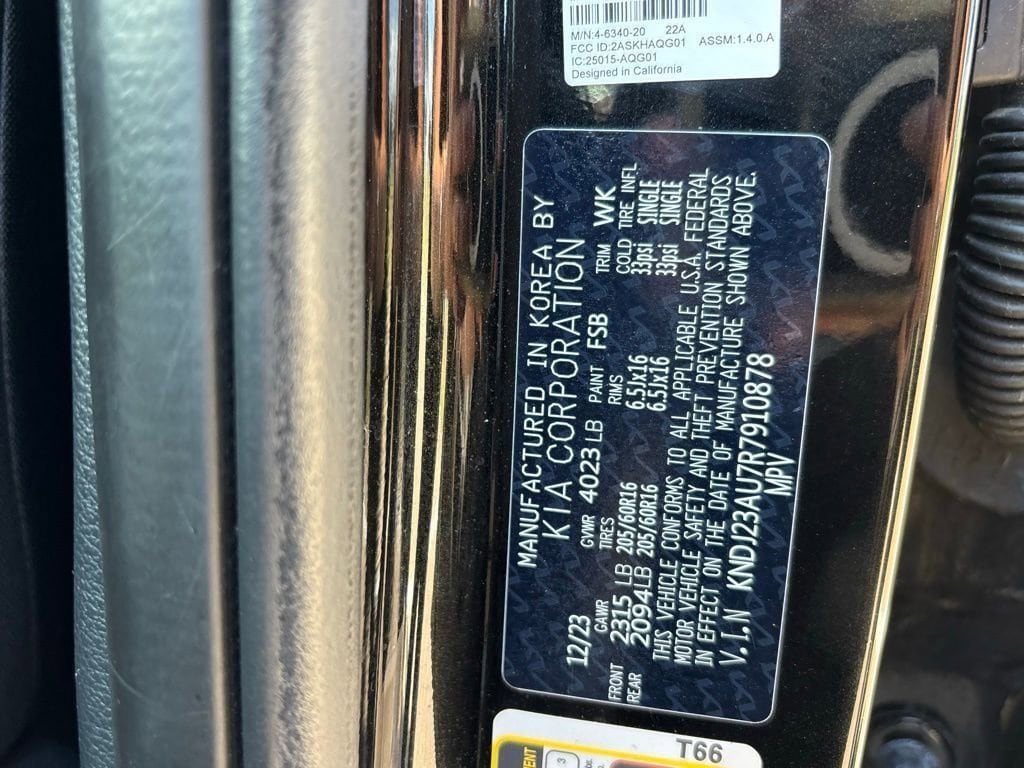 M/N:4-6340-20 22A
FCC ID:2ASKHAQG01 ASSM:1.4.0.A
IC:25015-AQG01
Designed in California
MANUFACTURED IN KOREA BY
KIA CORPORATION
12/23 GVWR 4023 LB PAINT FSB TRIM WK
GAWR TIRES RIMS COLD TIRE INFL
FRONT 2315 LB 205/60R16 6.5Jx16 33psi SINGLE
REAR 2094LB 205/60R16 6.5Jx16 33psi SINGLE
THIS VEHICLE CONFORMS TO ALL APPLICABLE U.S.A. FEDERAL
MOTOR VEHICLE SAFETY AND THEFT PREVENTION STANDARDS
IN EFFECT ON THE DATE OF MANUFACTURE SHOWN ABOVE.
V.I.N KNDJ23AU7R7910878
MPV
T66
3